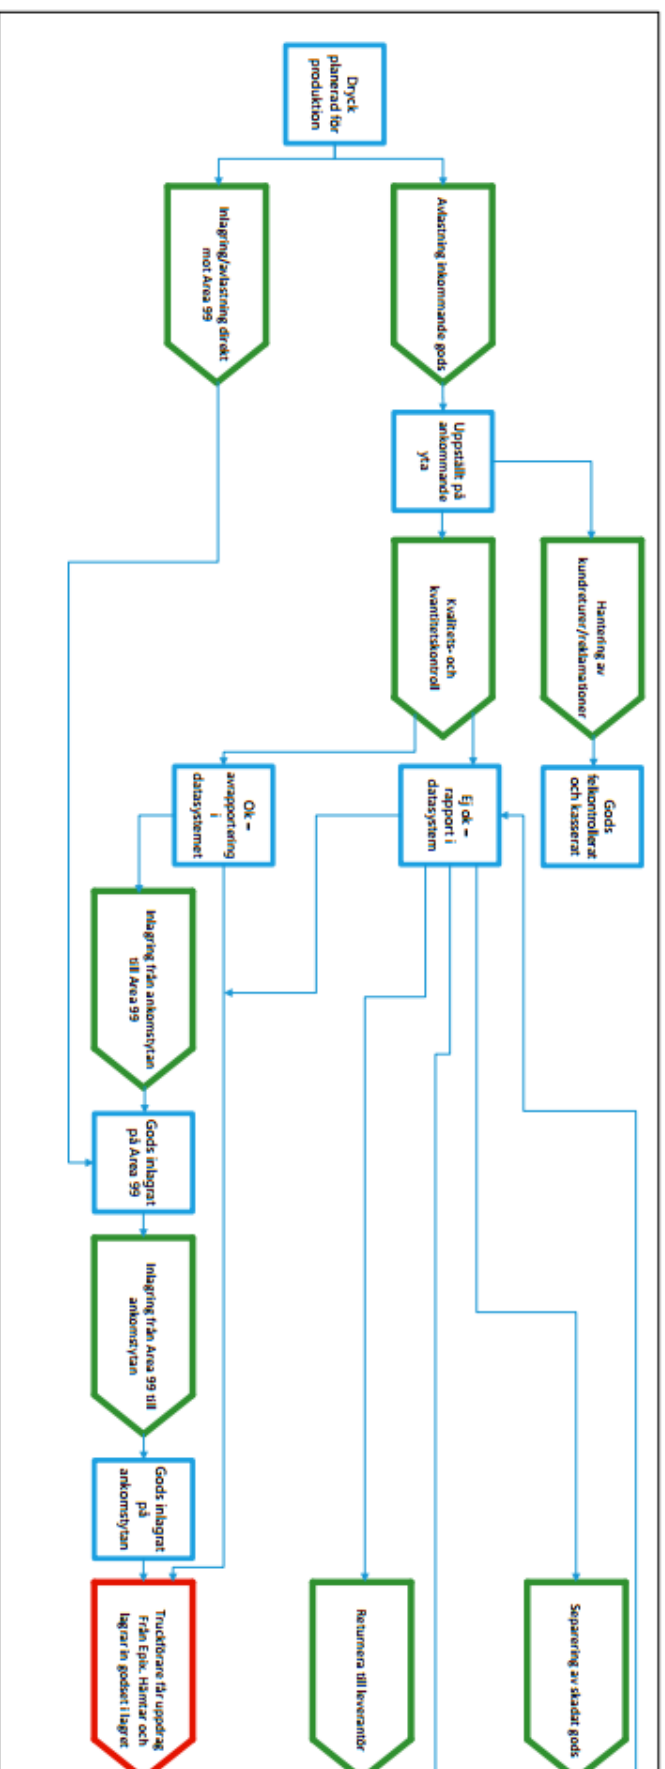 Dryck
planerad för
produktion
Avlastning inkommande gods
Inlagring/avlastning direkt
mot Area 99
Uppställt på
ankommande
yta
Hantering av
kundreturer/reklamationer
Kvalitets- och
kvantitetskontroll
Gods
felkontrollerat
och kasserat
Ej ok –
rapport i
datasystem
Ok –
avrapportering
i
datasystemet
Inlagring från ankomstytan
till Area 99
Gods inlagrat
på Area 99
Inlagring från Area 99 till
ankomstytan
Gods inlagrat
på
ankomstytan
Separering av skadat gods
Returnera till leverantör
Truckförare får uppdrag
Från Epix. Hämtar och
lagrar in godset i lagret